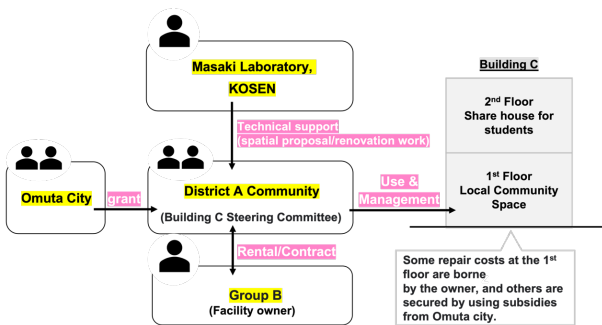 Masaki Laboratory,
KOSEN
Building C
2nd Floor
Share house for
students
Technical support
(spatial proposal/renovation work)
Omuta City
grant
District A Community
(Building C Steering Committee)
Use &
Management
1st Floor
Local Community
Space
Rental/Contract
Group B
(Facility owner)
Some repair costs at the 1st
floor are borne
by the owner, and others are
secured by using subsidies
from Omuta city.